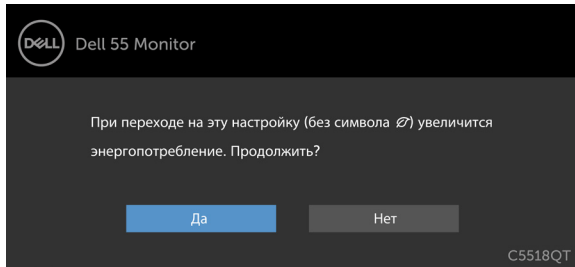 DELL
Dell 55 Monitor
При переходе на эту настройку (без символа ) увеличится
энергопотребление. Продолжить?
Да
Нет
C5518QT